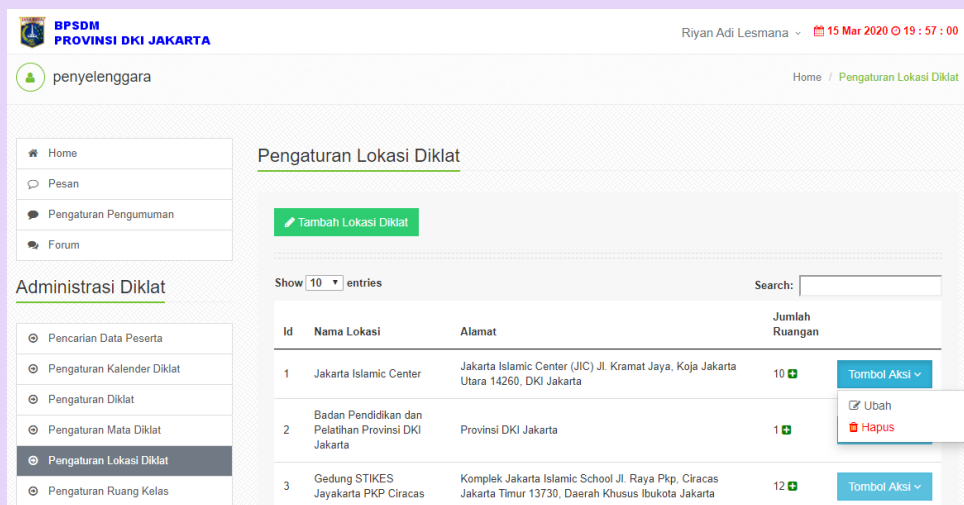 BPSDM
PROVINSI DKI JAKARTA
Riyan Adi Lesmana
15 Mar 2020 19 : 57 : 00
penyelenggara
Home / Pengaturan Lokasi Diklat
Home
Pesan
Pengaturan Pengumuman
Forum
Administrasi Diklat
Pencarian Data Peserta
Pengaturan Kalender Diklat
Pengaturan Diklat
Pengaturan Mata Diklat
Pengaturan Lokasi Diklat
Pengaturan Ruang Kelas
Pengaturan Lokasi Diklat
Tambah Lokasi Diklat
Show 10 entries
Search:
Id Nama Lokasi Alamat Jumlah
Ruangan
1 Jakarta Islamic Center Jakarta Islamic Center (JIC) Jl. Kramat Jaya, Koja Jakarta
Utara 14260, DKI Jakarta
10 Tombol Aksi
Ubah
Hapus
2 Badan Pendidikan dan
Pelatihan Provinsi DKI
Jakarta
Provinsi DKI Jakarta
1
3 Gedung STIKES
Jayakarta PKP Ciracas
Komplek Jakarta Islamic School Jl. Raya Pkp, Ciracas
Jakarta Timur 13730, Daerah Khusus Ibukota Jakarta
12 Tombol Aksi